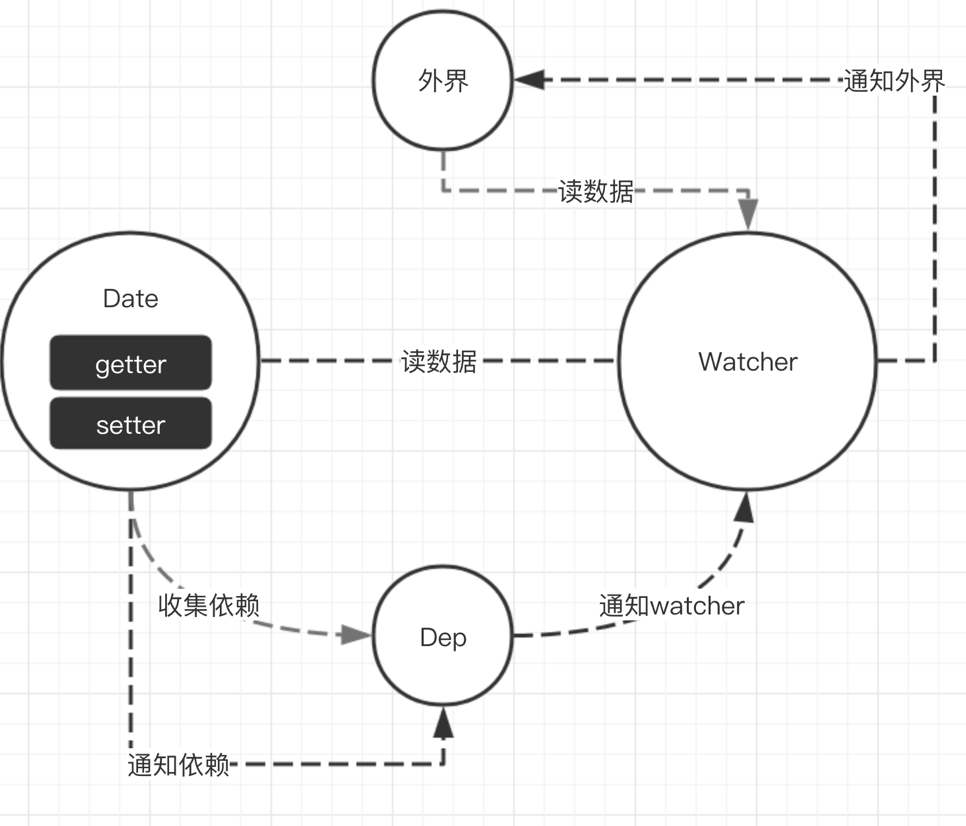 外界
通知外界
读数据
Date
getter
setter
读数据
Watcher
收集依赖
通知watcher
Dep
通知依赖